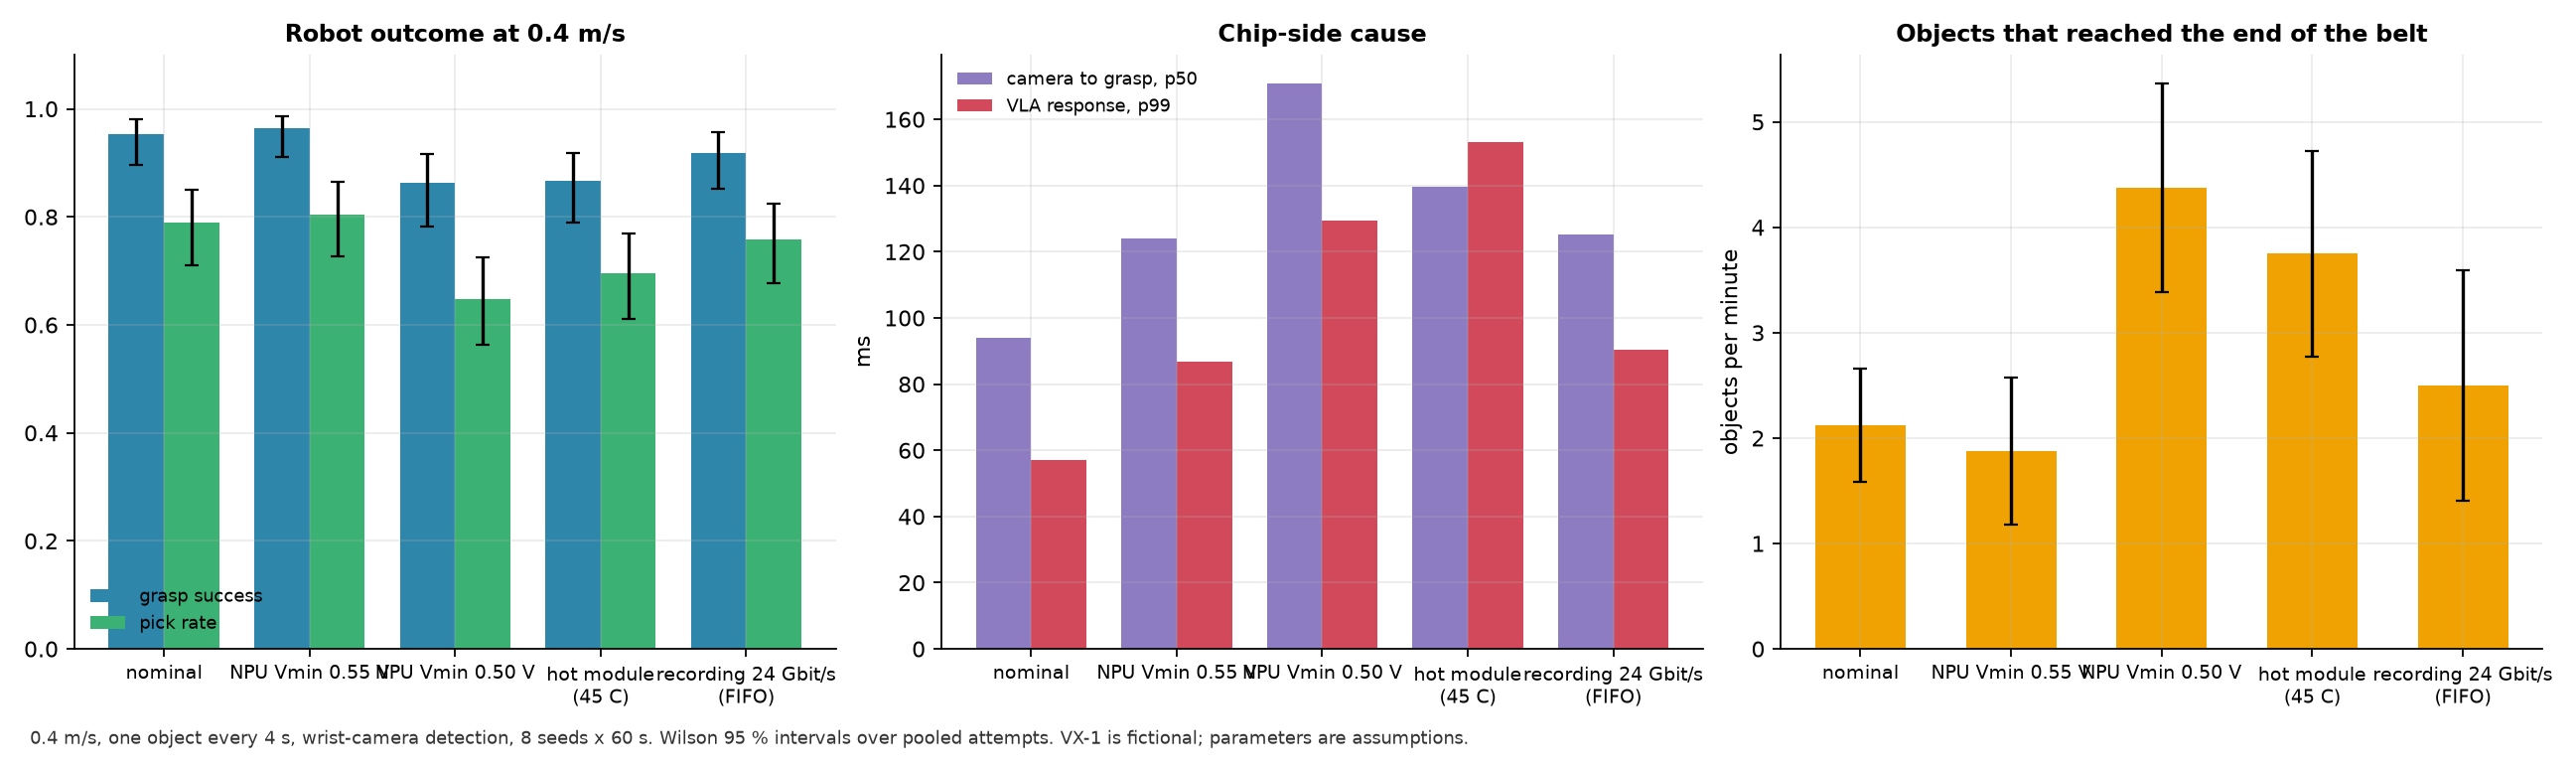 Robot outcome at 0.4 m/s
1.0
0.8
0.6
0.4
0.2
0.0
grasp success
pick rate
nominal
NPU Vmin 0.55 V
NPU Vmin 0.50 V
hot module
(45 C)
recording 24 Gbit/s
(FIFO)
Chip-side cause
camera to grasp, p50
VLA response, p99
ms
160
140
120
100
80
60
40
20
0
nominal
NPU Vmin 0.55 V
NPU Vmin 0.50 V
hot module
(45 C)
recording 24 Gbit/s
(FIFO)
Objects that reached the end of the belt
objects per minute
5
4
3
2
1
0
nominal
NPU Vmin 0.55 V
NPU Vmin 0.50 V
hot module
(45 C)
recording 24 Gbit/s
(FIFO)
0.4 m/s, one object every 4 s, wrist-camera detection, 8 seeds x 60 s. Wilson 95 % intervals over pooled attempts. VX-1 is fictional; parameters are assumptions.